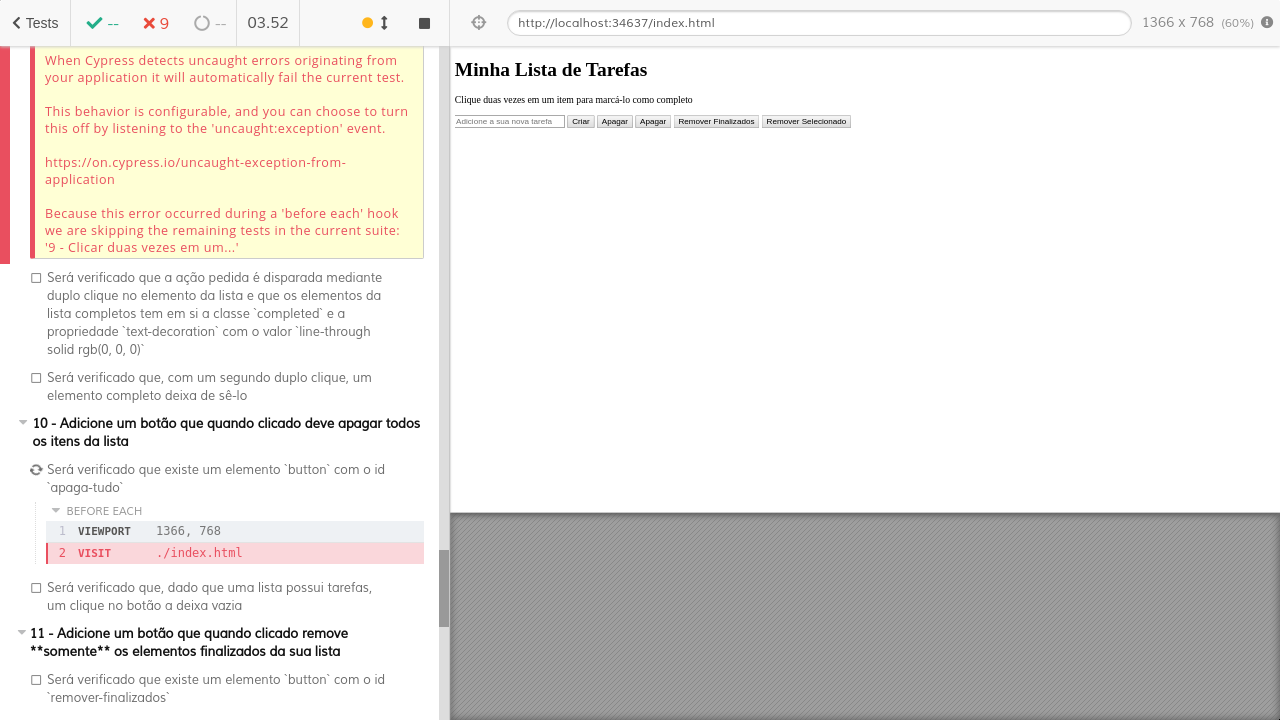 Tests
--
9
--
03.52
http://localhost:34637/index.html
1366 x 768 (60%)
When Cypress detects uncaught errors originating from
your application it will automatically fail the current test.
This behavior is configurable, and you can choose to turn
this off by listening to the 'uncaught:exception' event.
https://on.cypress.io/uncaught-exception-from-
application
Because this error occurred during a 'before each' hook
we are skipping the remaining tests in the current suite:
'9 - Clicar duas vezes em um...'
Será verificado que a ação pedida é disparada mediante
duplo clique no elemento da lista e que os elementos da
lista completos tem em si a classe `completed` e a
propriedade `text-decoration` com o valor `line-through
solid rgb(0, 0, 0)`
Será verificado que, com um segundo duplo clique, um
elemento completo deixa de sê-lo
10 - Adicione um botão que quando clicado deve apagar todos
os itens da lista
Será verificado que existe um elemento `button` com o id
`apaga-tudo`
BEFORE EACH
1 VIEWPORT 1366, 768
2 VISIT ./index.html
Será verificado que, dado que uma lista possui tarefas,
um clique no botão a deixa vazia
11 - Adicione um botão que quando clicado remove
**somente** os elementos finalizados da sua lista
Será verificado que existe um elemento `button` com o id
`remover-finalizados`
Minha Lista de Tarefas
Clique duas vezes em um item para marcá-lo como completo
Adicione a sua nova tarefa Criar Apagar Apagar Remover Finalizados Remover Selecionado